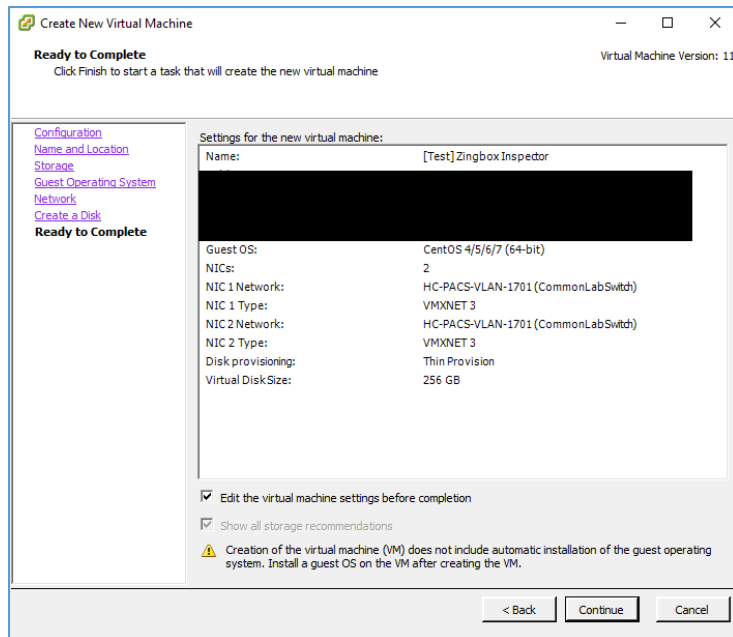 Create New Virtual Machine
Ready to Complete
Click Finish to start a task that will create the new virtual machine
Virtual Machine Version: 11
Configuration
Name and Location
Storage
Guest Operating System
Network
Create a Disk
Ready to Complete
Settings for the new virtual machine:
Name: [Test] Zingbox Inspector
Guest OS: CentOS 4/5/6/7 (64-bit)
NICs: 2
NIC 1 Network: HC-PACS-VLAN-1701 (CommonLabSwitch)
NIC 1 Type: VMXNET 3
NIC 2 Network: HC-PACS-VLAN-1701 (CommonLabSwitch)
NIC 2 Type: VMXNET 3
Disk provisioning: Thin Provision
Virtual Disk Size: 256 GB
Edit the virtual machine settings before completion
Show all storage recommendations
Creation of the virtual machine (VM) does not include automatic installation of the guest operating
system. Install a guest OS on the VM after creating the VM.
< Back
Continue
Cancel